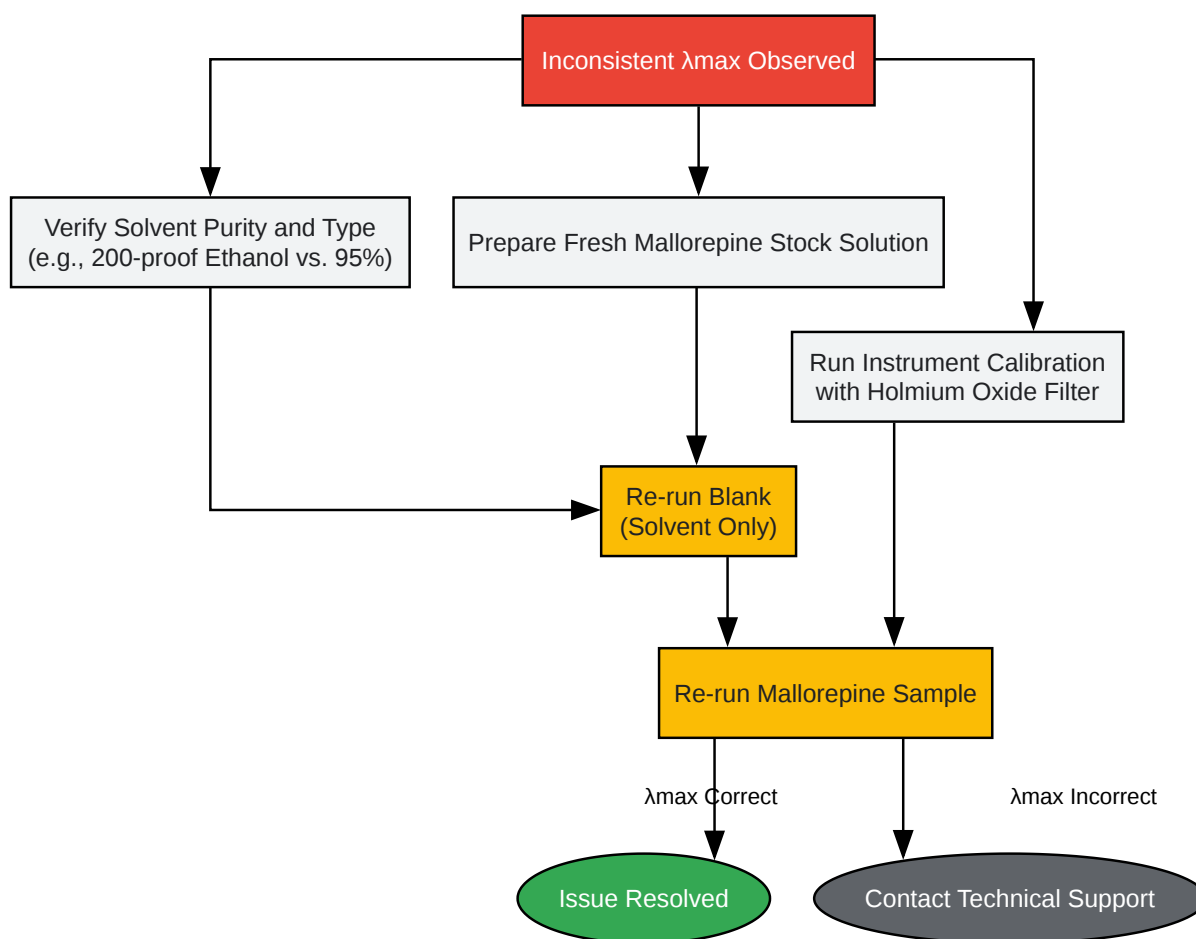 Inconsistent λmax Observed
Verify Solvent Purity and Type
(e.g., 200-proof Ethanol vs. 95%)
Prepare Fresh Mallorepine Stock Solution
Run Instrument Calibration
with Holmium Oxide Filter
Re-run Blank
(Solvent Only)
Re-run Mallorepine Sample
λmax Correct
λmax Incorrect
Issue Resolved
Contact Technical Support